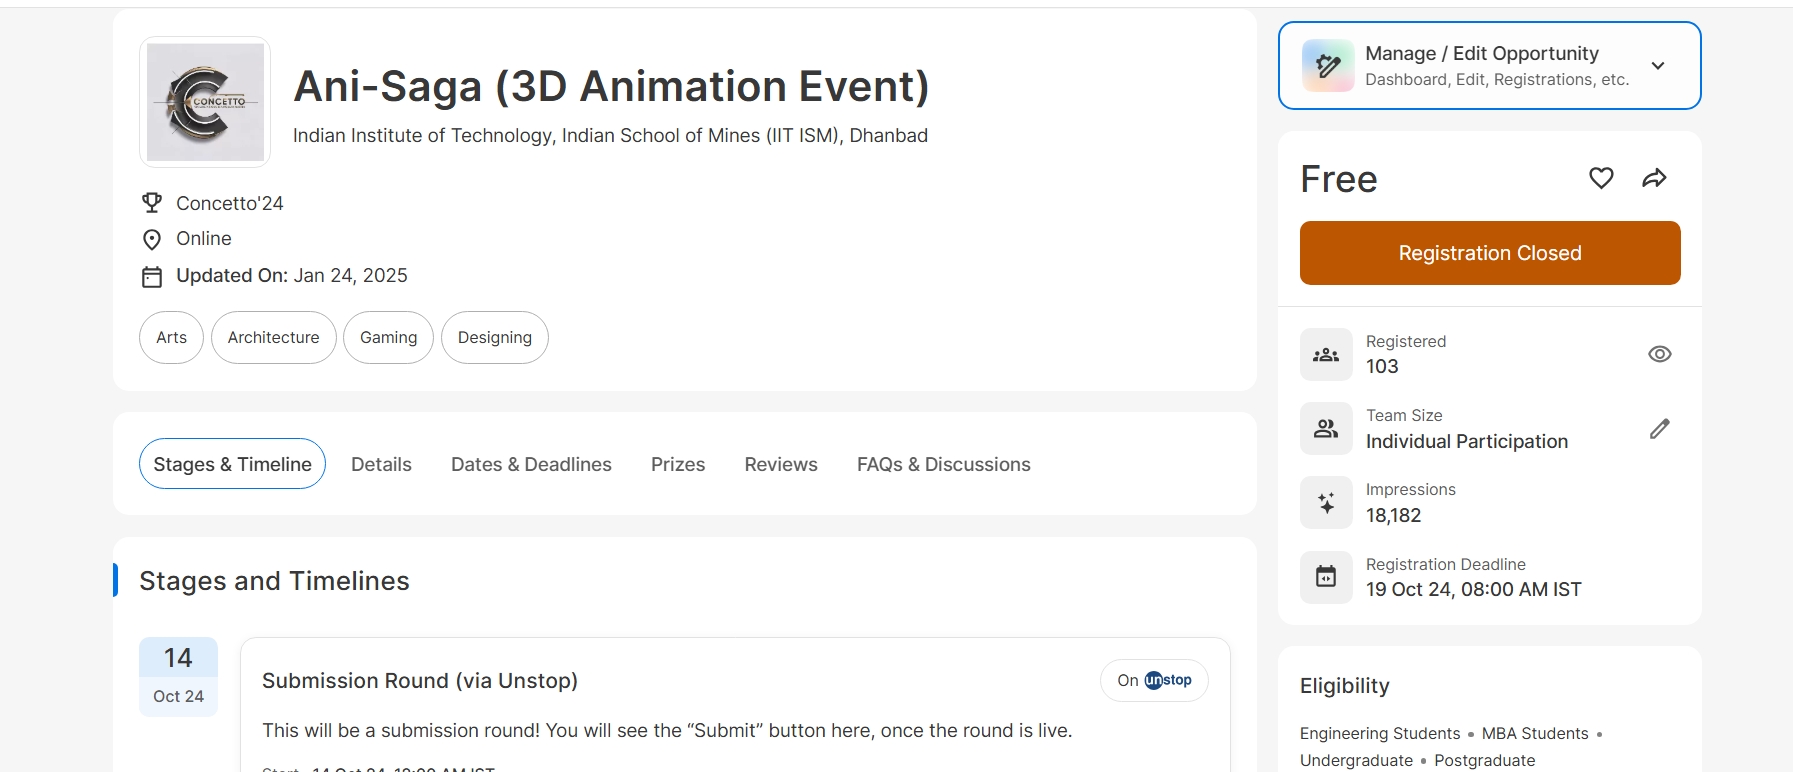 CONCETTO
Ani-Saga (3D Animation Event)
Indian Institute of Technology, Indian School of Mines (IIT ISM), Dhanbad
Concetto'24
Online
Updated On: Jan 24, 2025
Arts
Architecture
Gaming
Designing
Stages & Timeline
Details
Dates & Deadlines
Prizes
Reviews
FAQs & Discussions
Stages and Timelines
14
Oct 24
Submission Round (via Unstop)
On unstop
This will be a submission round! You will see the “Submit” button here, once the round is live.
Manage / Edit Opportunity
Dashboard, Edit, Registrations, etc.
Free
Registration Closed
Registered
103
Team Size
Individual Participation
Impressions
18,182
Registration Deadline
19 Oct 24, 08:00 AM IST
Eligibility
Engineering Students • MBA Students •
Undergraduate • Postgraduate